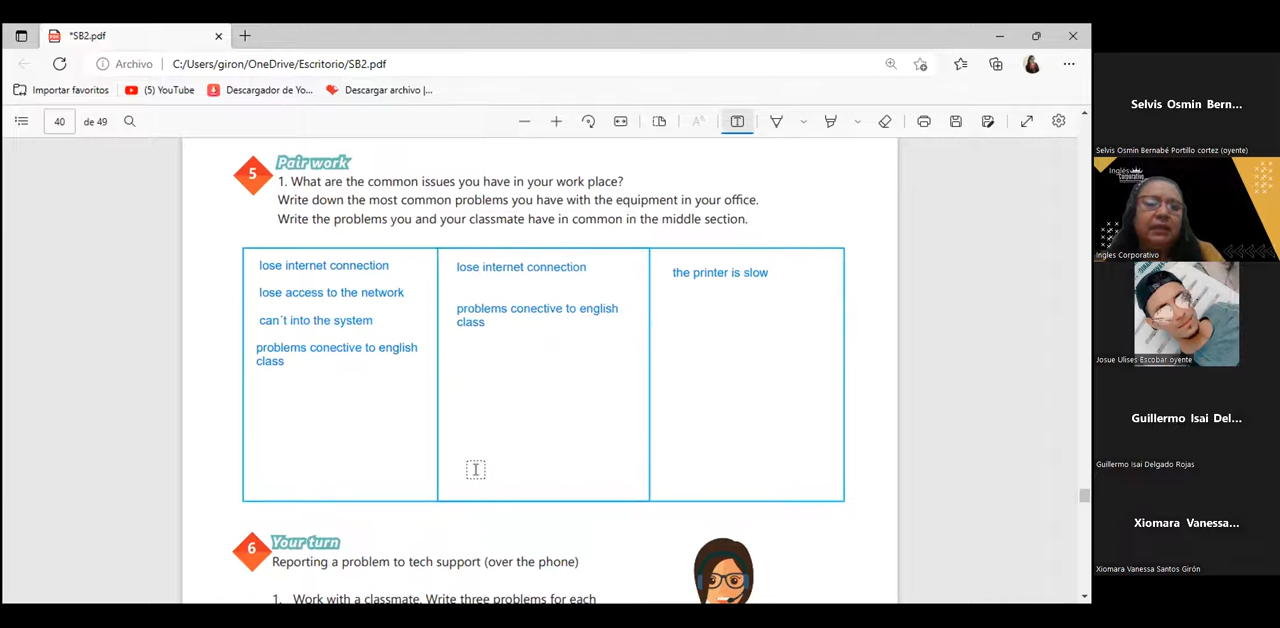 *SB2.pdf
Archivo
C:/Users/giron/OneDrive/Escritorio/SB2.pdf
Importar favoritos
(5) YouTube
Descargador de Yo...
Descargar archivo |...
40
de 49
5
Pair work
1. What are the common issues you have in your work place?
Write down the most common problems you have with the equipment in your office.
Write the problems you and your classmate have in common in the middle section.
lose internet connection
lose access to the network
can´t into the system
problems conective to english
class
lose internet connection
problems conective to english
class
the printer is slow
6
Your turn
Reporting a problem to tech support (over the phone)
1. Work with a classmate. Write three problems for each
Selvis Osmin Bern...
Selvis Osmin Bernabé Portillo cortez (oyente)
Inglés
Corporativo
Ingles Corporativo
Josue Ulises Escobar oyente
Guillermo Isai Del...
Guillermo Isai Delgado Rojas
Xiomara Vanessa...
Xiomara Vanessa Santos Girón